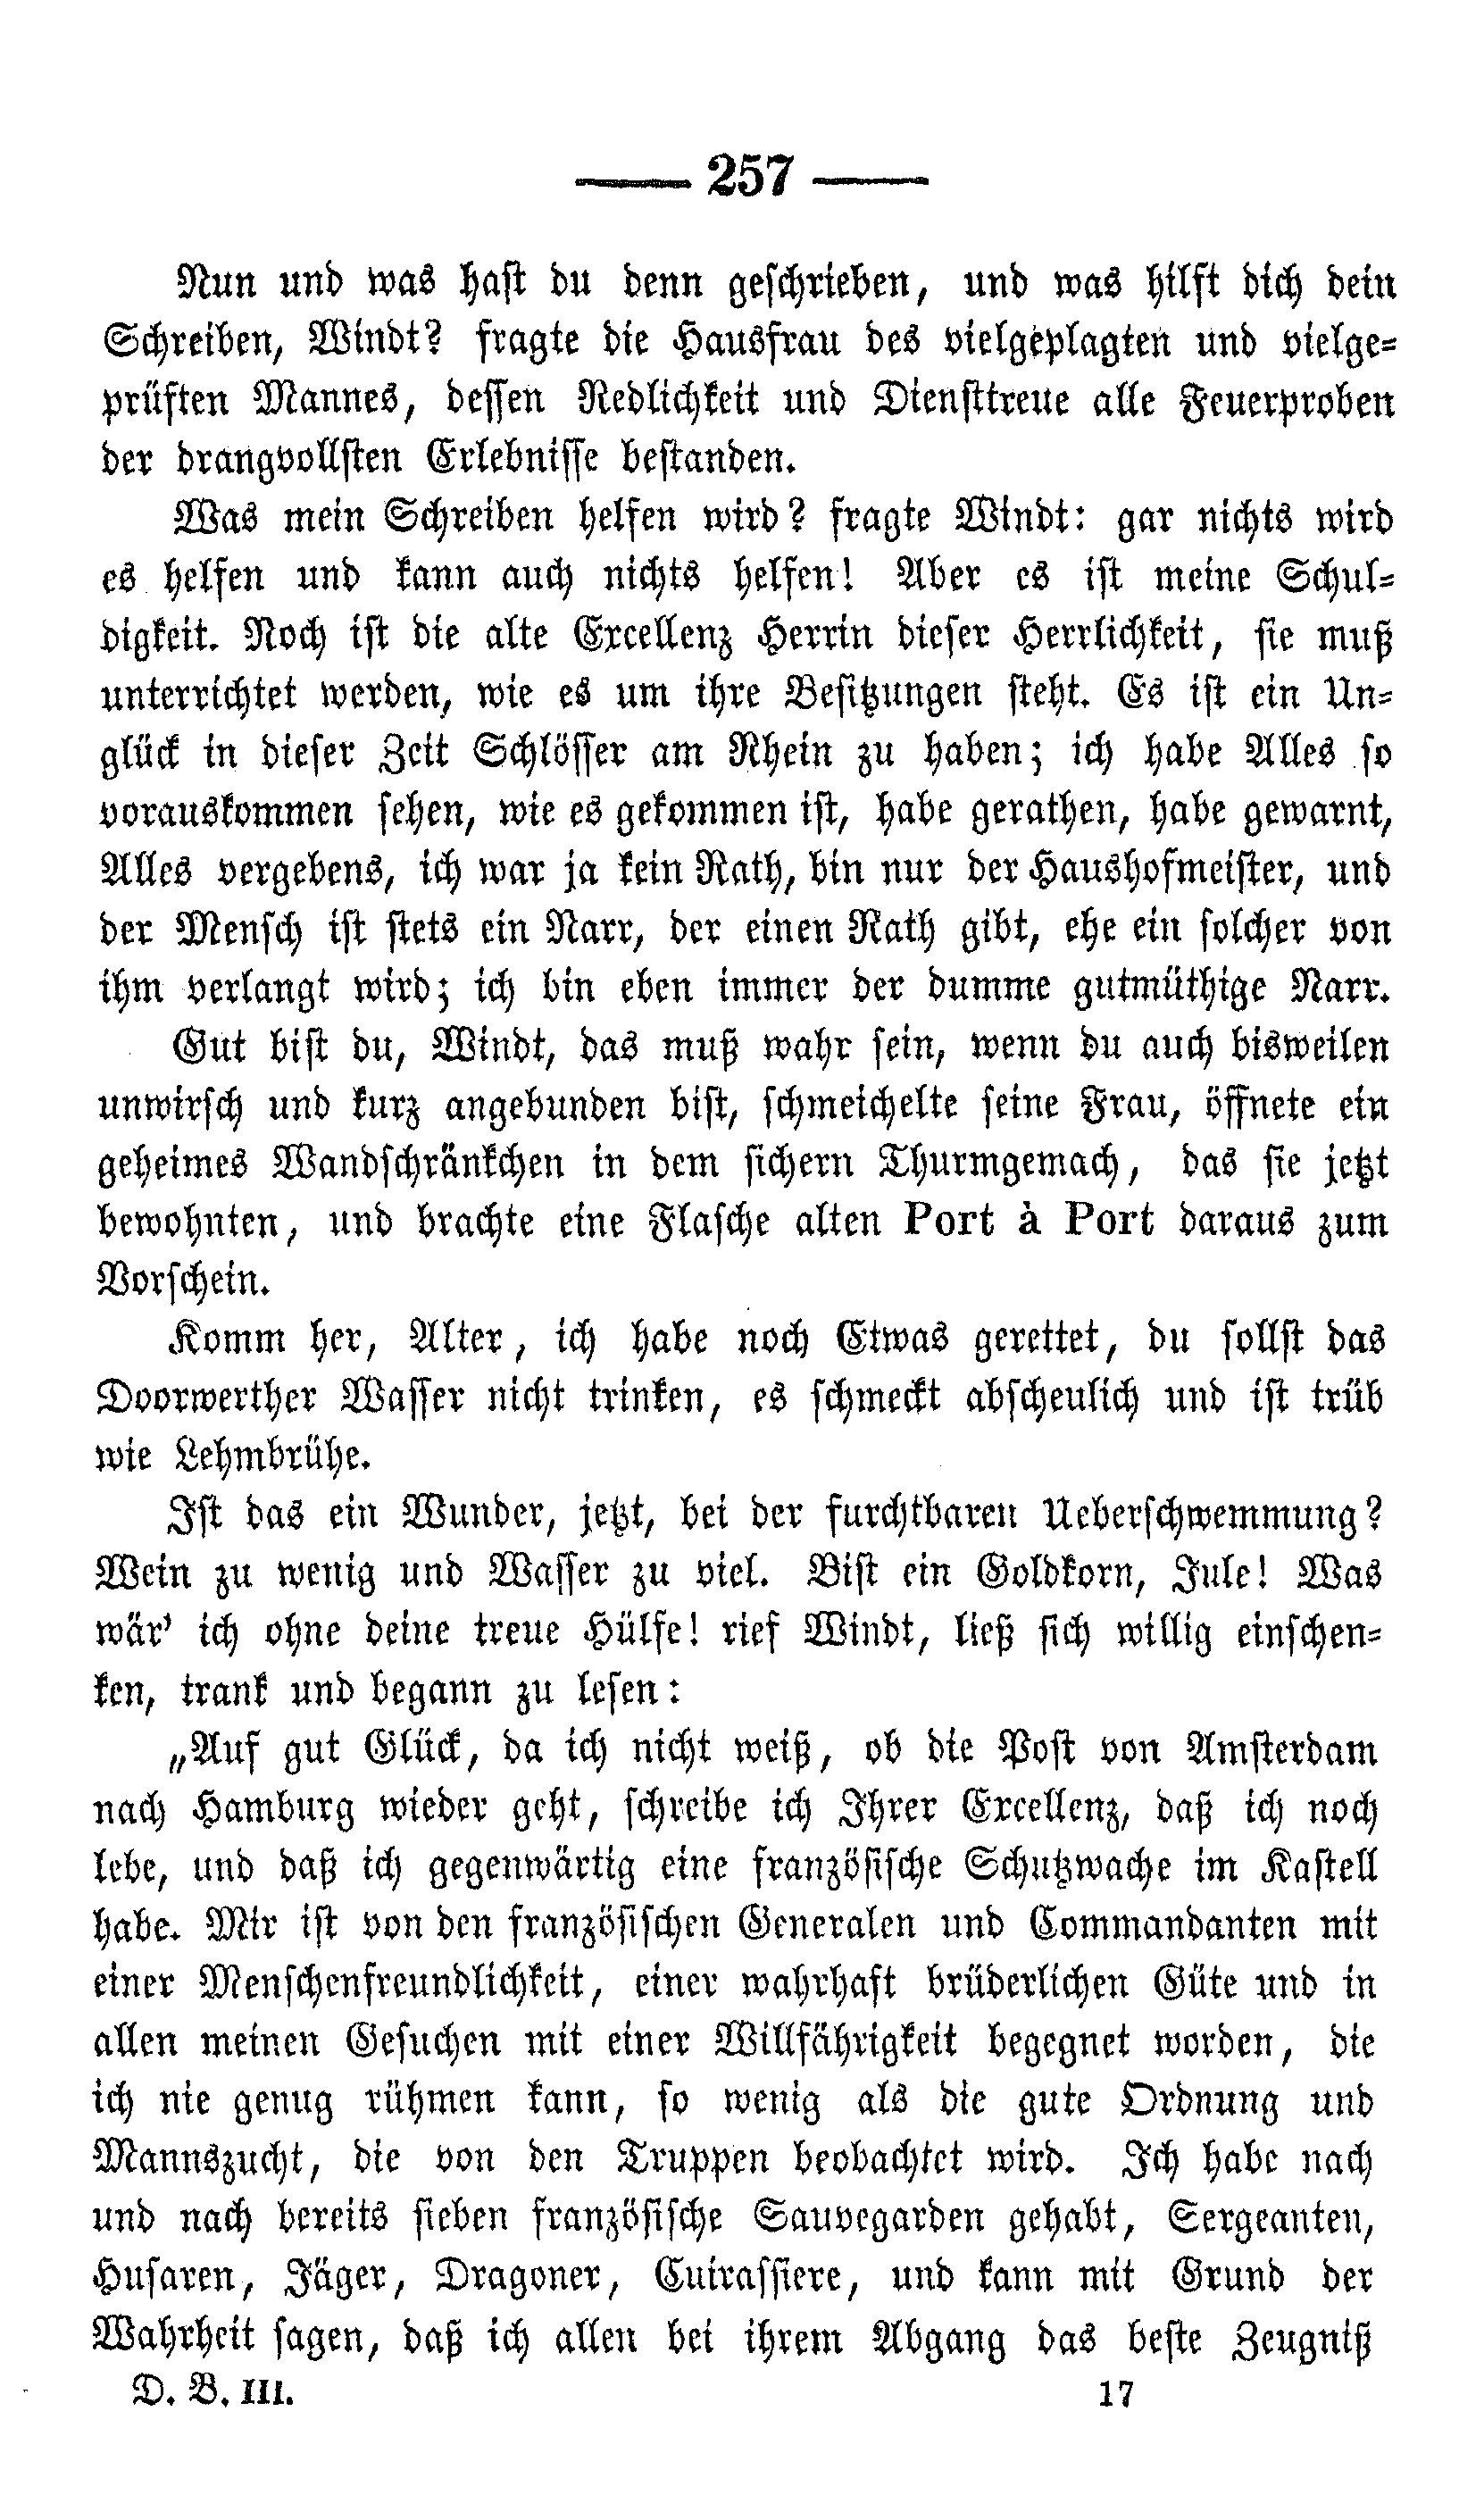 — 257 —
Nun und was hast du denn geschrieben, und was hilft dich dein
Schreiben, Windt? fragte die Hausfrau des vielgeplagten und vielge-
prüften Mannes, dessen Redlichkeit und Diensttreue alle Feuerproben
der drangvollsten Erlebnisse bestanden.
Was mein Schreiben helfen wird? fragte Windt: gar nichts wird
es helfen und kann auch nichts helfen! Aber es ist meine Schul-
digkeit. Noch ist die alte Excellenz Herrin dieser Herrlichkeit, sie muß
unterrichtet werden, wie es um ihre Besitzungen steht. Es ist ein Un-
glück in dieser Zeit Schlösser am Rhein zu haben; ich habe Alles so
vorauskommen sehen, wie es gekommen ist, habe gerathen, habe gewarnt,
Alles vergebens, ich war ja kein Rath, bin nur der Haushofmeister, und
der Mensch ist stets ein Narr, der einen Rath gibt, ehe ein solcher von
ihm verlangt wird; ich bin eben immer der dumme gutmüthige Narr.
Gut bist du, Windt, das muß wahr sein, wenn du auch bisweilen
unwirsch und kurz angebunden bist, schmeichelte seine Frau, öffnete ein
geheimes Wandschränkchen in dem sichern Thurmgemach, das sie jetzt
bewohnten, und brachte eine Flasche alten Port à Port daraus zum
Vorschein.
Komm her, Alter, ich habe noch Etwas gerettet, du sollst das
Doorwerther Wasser nicht trinken, es schmeckt abscheulich und ist trüb
wie Lehmbrühe.
Ist das ein Wunder, jetzt, bei der furchtbaren Ueberschwemmung?
Wein zu wenig und Wasser zu viel. Bist ein Goldkorn, Jule! Was
wär' ich ohne deine treue Hülfe! rief Windt, ließ sich willig einschen-
ken, trank und begann zu lesen:
„Auf gut Glück, da ich nicht weiß, ob die Post von Amsterdam
nach Hamburg wieder geht, schreibe ich Ihrer Excellenz, daß ich noch
lebe, und daß ich gegenwärtig eine französische Schutzwache im Kastell
habe. Mir ist von den französischen Generalen und Commandanten mit
einer Menschenfreundlichkeit, einer wahrhaft brüderlichen Güte und in
allen meinen Gesuchen mit einer Willfährigkeit begegnet worden, die
ich nie genug rühmen kann, so wenig als die gute Ordnung und
Mannszucht, die von den Truppen beobachtet wird. Ich habe nach
und nach bereits sieben französische Sauvegarden gehabt, Sergeanten,
Husaren, Jäger, Dragoner, Cuirassiere, und kann mit Grund der
Wahrheit sagen, daß ich allen bei ihrem Abgang das beste Zeugniß
D. B. III. 17